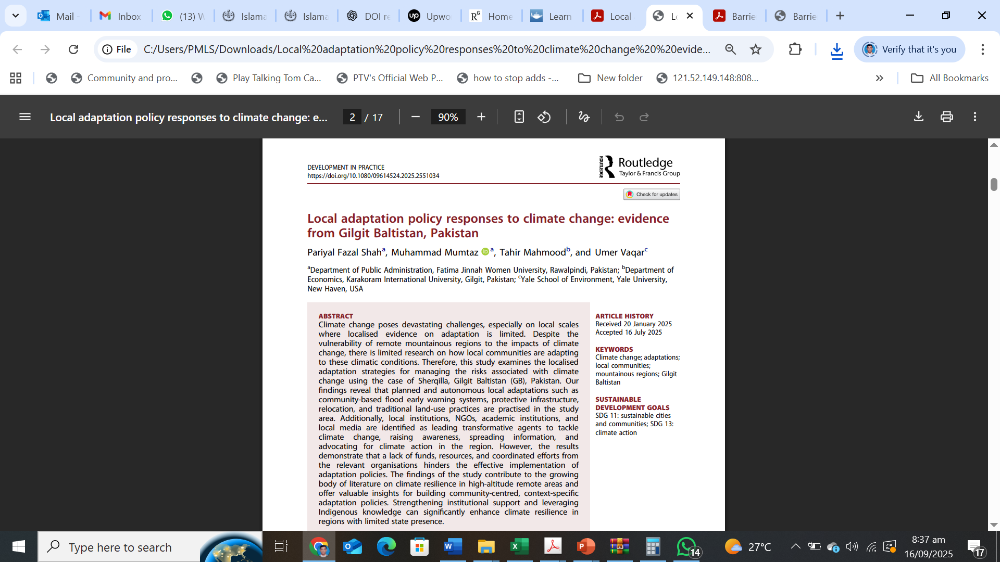 Mail -
Inbox
(13) W
Islama
Islama
DOI re
Upwo
Home
Learn
Local
Lo
Barrie
Barrie
File
C:/Users/PMLS/Downloads/Local%20adaptation%20policy%20responses%20to%20climate%20change%20%20evide...
Verify that it's you
Community and pro...
Play Talking Tom Ca...
PTV's Official Web P...
how to stop adds -...
New folder
121.52.149.148:808...
All Bookmarks
Local adaptation policy responses to climate change: e...
2 / 17
90%
DEVELOPMENT IN PRACTICE
https://doi.org/10.1080/09614524.2025.2551034
ROUTLEDGE
Routledge
Taylor & Francis Group
Check for updates
Local adaptation policy responses to climate change: evidence
from Gilgit Baltistan, Pakistan
Pariyal Fazal Shahᵃ, Muhammad Mumtaz iD ᵃ, Tahir Mahmoodᵇ, and Umer Vaqarᶜ
ᵃDepartment of Public Administration, Fatima Jinnah Women University, Rawalpindi, Pakistan; ᵇDepartment of
Economics, Karakoram International University, Gilgit, Pakistan; ᶜYale School of Environment, Yale University,
New Haven, USA
ABSTRACT
Climate change poses devastating challenges, especially on local scales
where localised evidence on adaptation is limited. Despite the
vulnerability of remote mountainous regions to the impacts of climate
change, there is limited research on how local communities are adapting
to these climatic conditions. Therefore, this study examines the localised
adaptation strategies for managing the risks associated with climate
change using the case of Sherqilla, Gilgit Baltistan (GB), Pakistan. Our
findings reveal that planned and autonomous local adaptations such as
community-based flood early warning systems, protective infrastructure,
relocation, and traditional land-use practices are practised in the study
area. Additionally, local institutions, NGOs, academic institutions, and
local media are identified as leading transformative agents to tackle
climate change, raising awareness, spreading information, and
advocating for climate action in the region. However, the results
demonstrate that a lack of funds, resources, and coordinated efforts from
the relevant organisations hinders the effective implementation of
adaptation policies. The findings of the study contribute to the growing
body of literature on climate resilience in high-altitude remote areas and
offer valuable insights for building community-centred, context-specific
adaptation policies. Strengthening institutional support and leveraging
Indigenous knowledge can significantly enhance climate resilience in
regions with limited state presence.
ARTICLE HISTORY
Received 20 January 2025
Accepted 16 July 2025
KEYWORDS
Climate change; adaptations;
local communities;
mountainous regions; Gilgit
Baltistan
SUSTAINABLE
DEVELOPMENT GOALS
SDG 11: sustainable cities
and communities; SDG 13:
climate action
Type here to search
14
27°C
8:37 am
16/09/2025
17